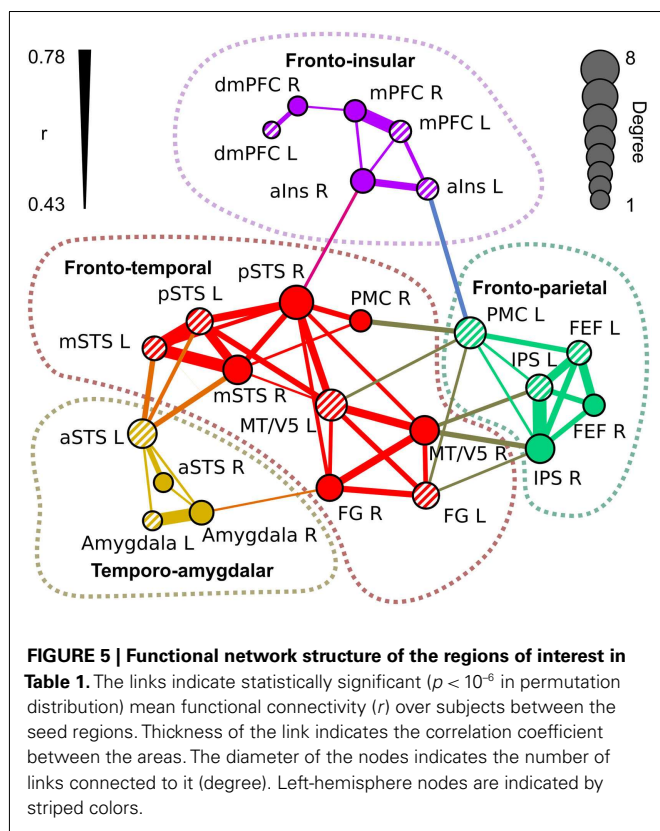 0.78
r
0.43
Fronto-insular
dmPFC R
mPFC R
mPFC L
dmPFC L
aIns R
aIns L
8
Degree
1
Fronto-temporal
pSTS R
pSTS L
PMC R
mSTS L
mSTS R
MT/V5 L
MT/V5 R
FG R
FG L
Fronto-parietal
PMC L
FEF L
IPS L
FEF R
IPS R
aSTS L
aSTS R
Amygdala L
Amygdala R
Temporo-amygdalar
FIGURE 5 | Functional network structure of the regions of interest in
Table 1. The links indicate statistically significant (p < 10⁻⁶ in permutation
distribution) mean functional connectivity (r) over subjects between the
seed regions. Thickness of the link indicates the correlation coefficient
between the areas. The diameter of the nodes indicates the number of
links connected to it (degree). Left-hemisphere nodes are indicated by
striped colors.